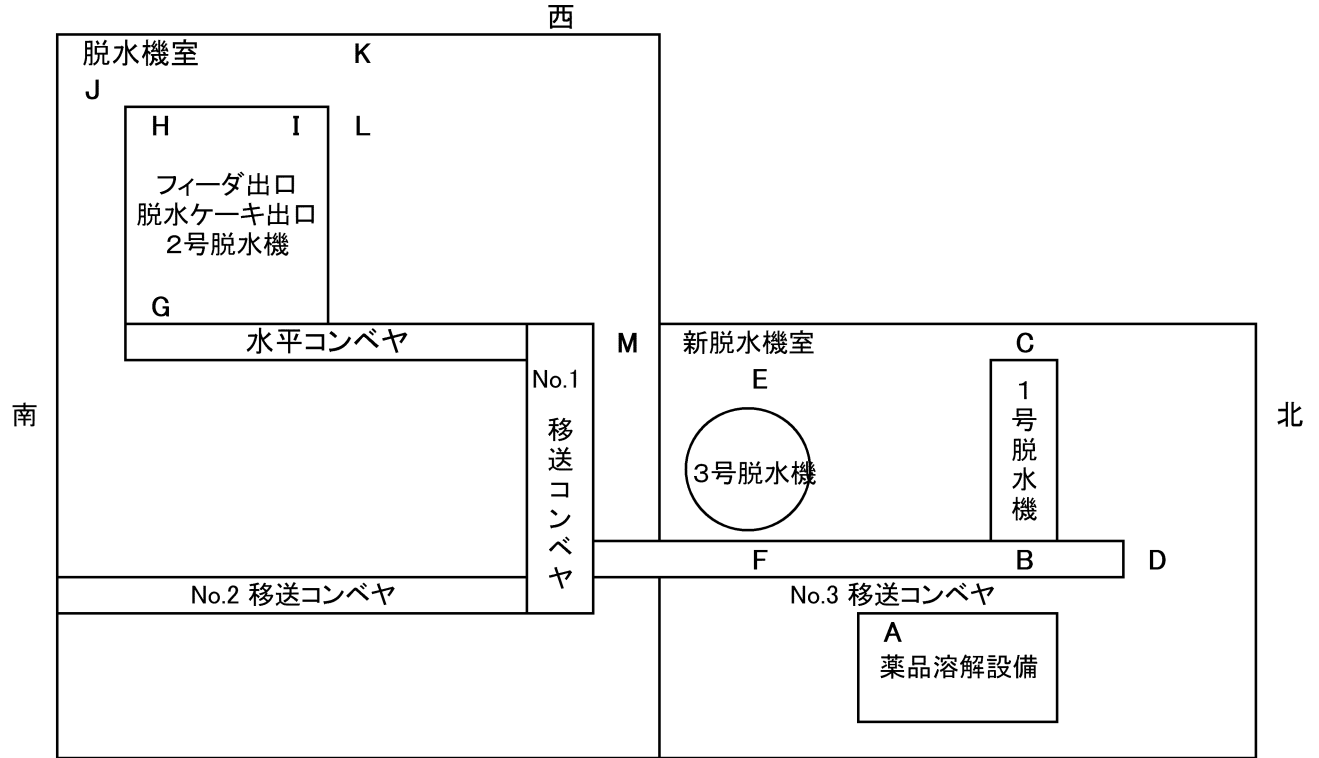 西
脱水機室
K
J
H
I
L
フィーダ出口
脱水ケーキ出口
2号脱水機
G
水平コンベヤ
M
新脱水機室
C
No.1
移送コンベヤ
E
1号脱水機
南
北
3号脱水機
F
B
D
No.2 移送コンベヤ
No.3 移送コンベヤ
A
薬品溶解設備